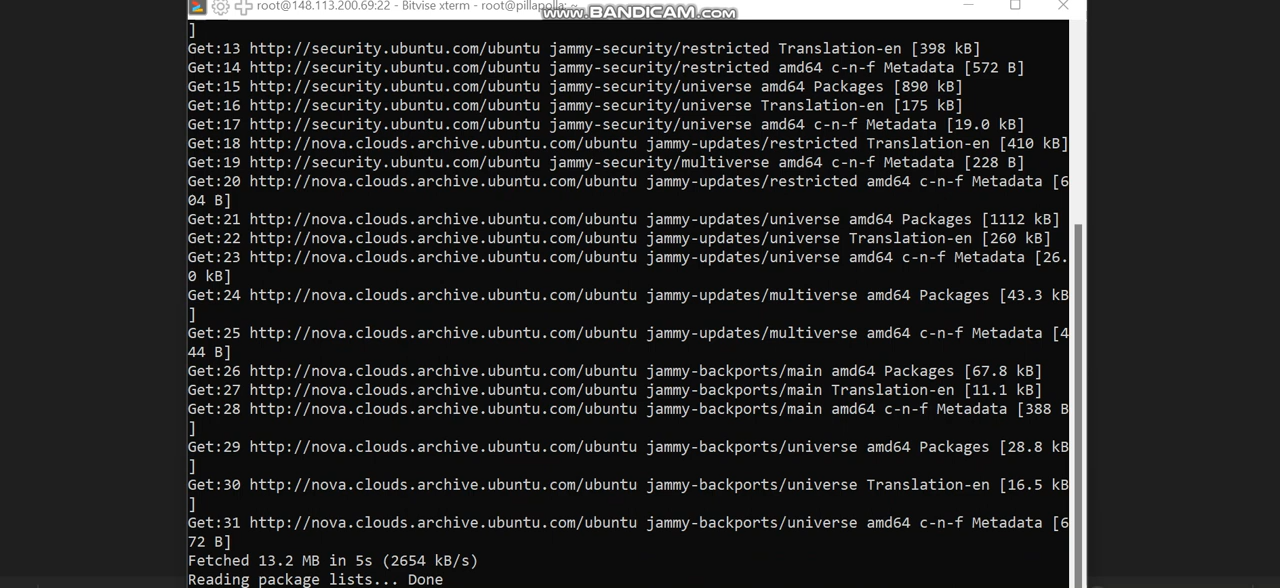 root@148.113.200.69:22 - Bitvise xterm - root@pillapolla: ~
www.BANDICAM.com
]
Get:13 http://security.ubuntu.com/ubuntu jammy-security/restricted Translation-en [398 kB]
Get:14 http://security.ubuntu.com/ubuntu jammy-security/restricted amd64 c-n-f Metadata [572 B]
Get:15 http://security.ubuntu.com/ubuntu jammy-security/universe amd64 Packages [890 kB]
Get:16 http://security.ubuntu.com/ubuntu jammy-security/universe Translation-en [175 kB]
Get:17 http://security.ubuntu.com/ubuntu jammy-security/universe amd64 c-n-f Metadata [19.0 kB]
Get:18 http://nova.clouds.archive.ubuntu.com/ubuntu jammy-updates/restricted Translation-en [410 kB]
Get:19 http://security.ubuntu.com/ubuntu jammy-security/multiverse amd64 c-n-f Metadata [228 B]
Get:20 http://nova.clouds.archive.ubuntu.com/ubuntu jammy-updates/restricted amd64 c-n-f Metadata [6
04 B]
Get:21 http://nova.clouds.archive.ubuntu.com/ubuntu jammy-updates/universe amd64 Packages [1112 kB]
Get:22 http://nova.clouds.archive.ubuntu.com/ubuntu jammy-updates/universe Translation-en [260 kB]
Get:23 http://nova.clouds.archive.ubuntu.com/ubuntu jammy-updates/universe amd64 c-n-f Metadata [26.
0 kB]
Get:24 http://nova.clouds.archive.ubuntu.com/ubuntu jammy-updates/multiverse amd64 Packages [43.3 kB
]
Get:25 http://nova.clouds.archive.ubuntu.com/ubuntu jammy-updates/multiverse amd64 c-n-f Metadata [4
44 B]
Get:26 http://nova.clouds.archive.ubuntu.com/ubuntu jammy-backports/main amd64 Packages [67.8 kB]
Get:27 http://nova.clouds.archive.ubuntu.com/ubuntu jammy-backports/main Translation-en [11.1 kB]
Get:28 http://nova.clouds.archive.ubuntu.com/ubuntu jammy-backports/main amd64 c-n-f Metadata [388 B
]
Get:29 http://nova.clouds.archive.ubuntu.com/ubuntu jammy-backports/universe amd64 Packages [28.8 kB
]
Get:30 http://nova.clouds.archive.ubuntu.com/ubuntu jammy-backports/universe Translation-en [16.5 kB
]
Get:31 http://nova.clouds.archive.ubuntu.com/ubuntu jammy-backports/universe amd64 c-n-f Metadata [6
72 B]
Fetched 13.2 MB in 5s (2654 kB/s)
Reading package lists... Done